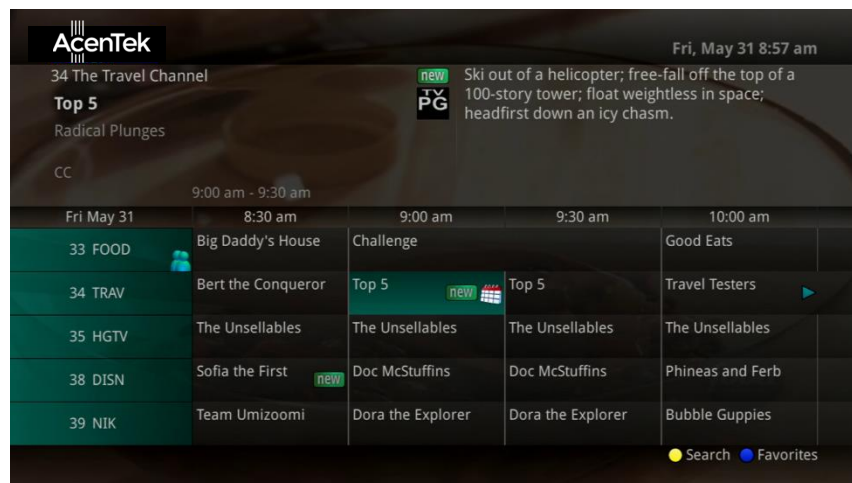 AcenTek
Fri, May 31 8:57 am
34 The Travel Channel
Top 5
Radical Plunges
CC
9:00 am - 9:30 am
new
TV PG
Ski out of a helicopter; free-fall off the top of a
100-story tower; float weightless in space;
headfirst down an icy chasm.
Fri May 31 8:30 am 9:00 am 9:30 am 10:00 am
33 FOOD Big Daddy's House Challenge Good Eats
34 TRAV Bert the Conqueror Top 5 new Top 5 Travel Testers
35 HGTV The Unsellables The Unsellables The Unsellables The Unsellables
38 DISN Sofia the First new Doc McStuffins Doc McStuffins Phineas and Ferb
39 NIK Team Umizoomi Dora the Explorer Dora the Explorer Bubble Guppies
Search Favorites